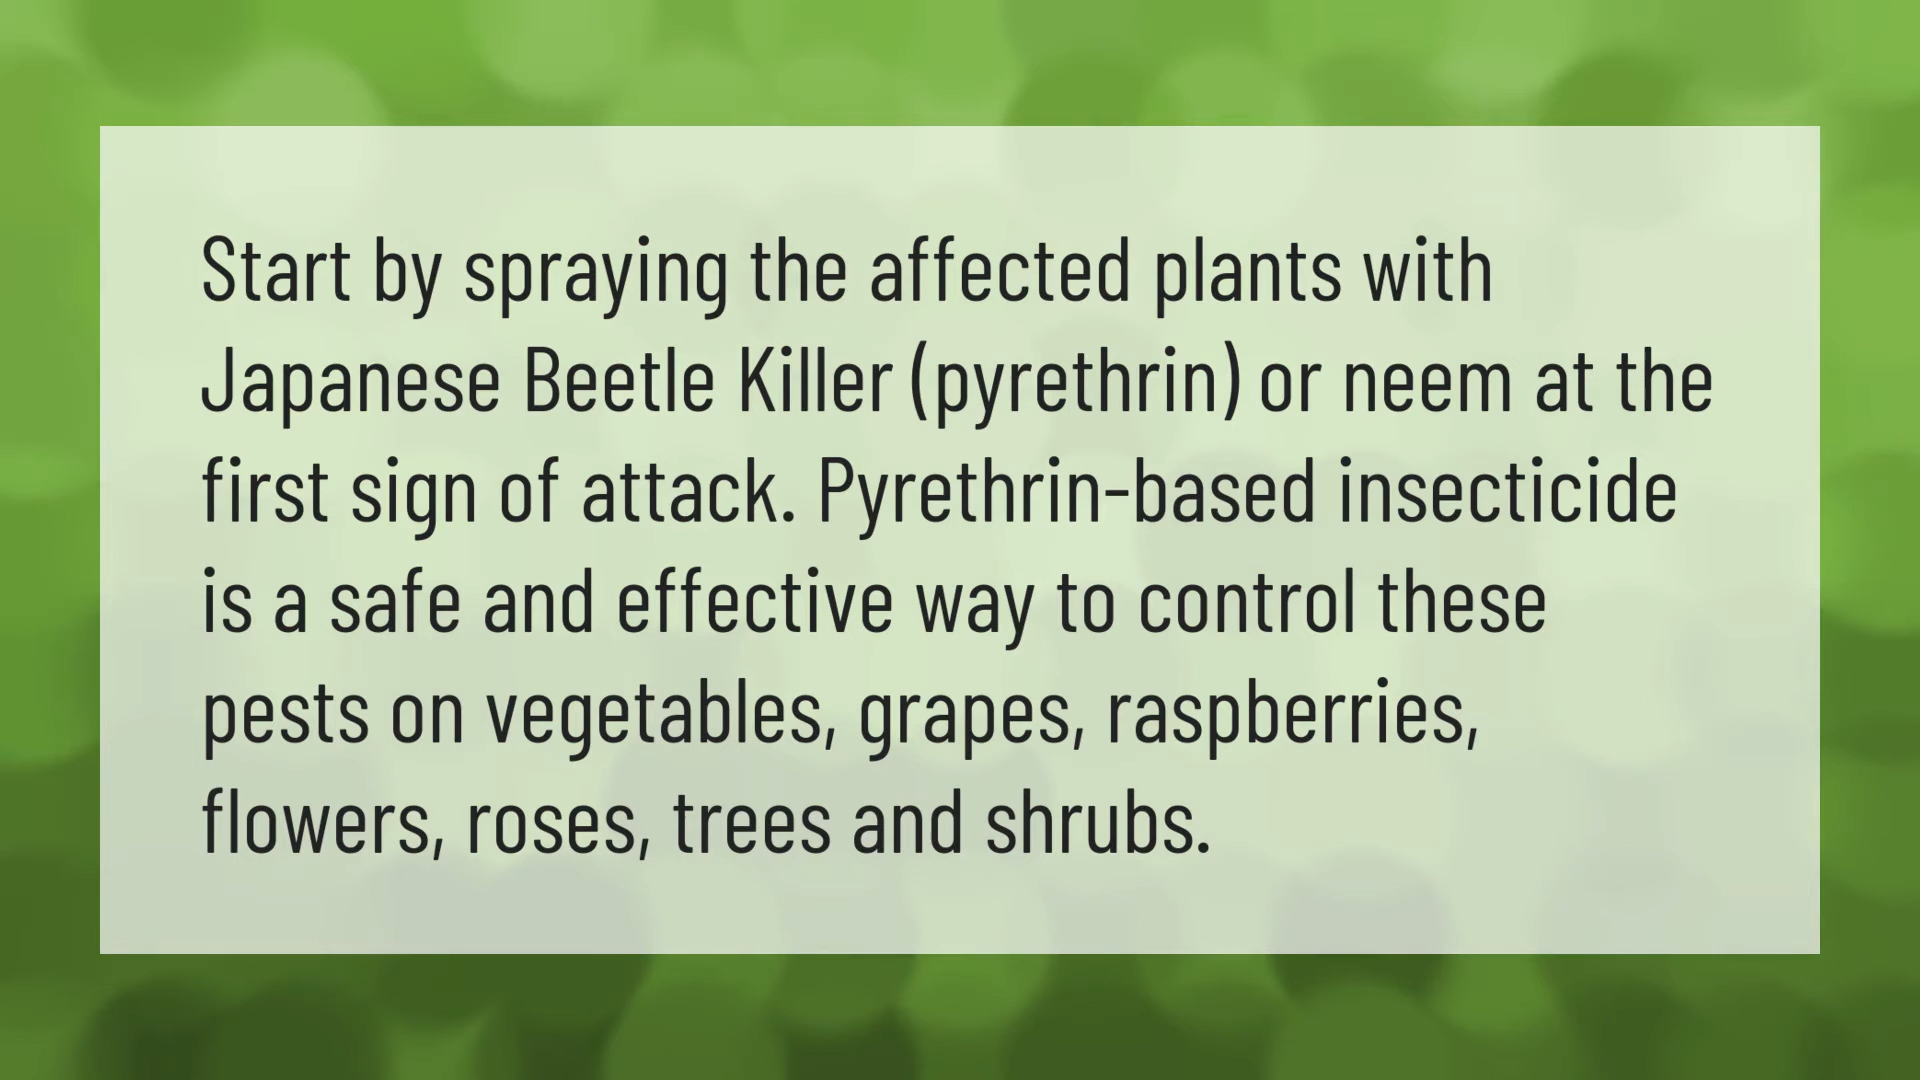 Start by spraying the affected plants with
Japanese Beetle Killer (pyrethrin) or neem at the
first sign of attack. Pyrethrin-based insecticide
is a safe and effective way to control these
pests on vegetables, grapes, raspberries,
flowers, roses, trees and shrubs.